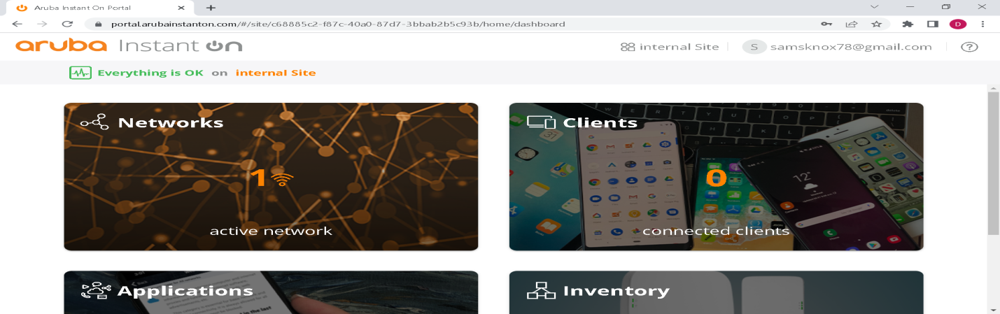 Aruba Instant On Portal
portal.arubainstanton.com/#/site/c68885c2-f87c-40a0-87d7-3bbab2b5c93b/home/dashboard
D
aruba Instant On
internal Site
S samsknox78@gmail.com
?
Everything is OK on internal Site
Networks
1
active network
Clients
0
connected clients
12°
Applications
Inventory